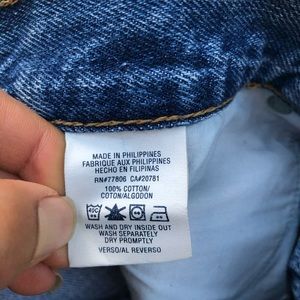 MADE IN PHILIPPINES
FABRIQUE AUX PHILIPPINES
HECHO EN FILIPINAS
RN#77806 CA#20781
100% COTTON/
COTON/ALGODON
40C
WASH AND DRY INSIDE OUT
WASH SEPARATELY
DRY PROMPTLY
VERSO/AL REVERSO